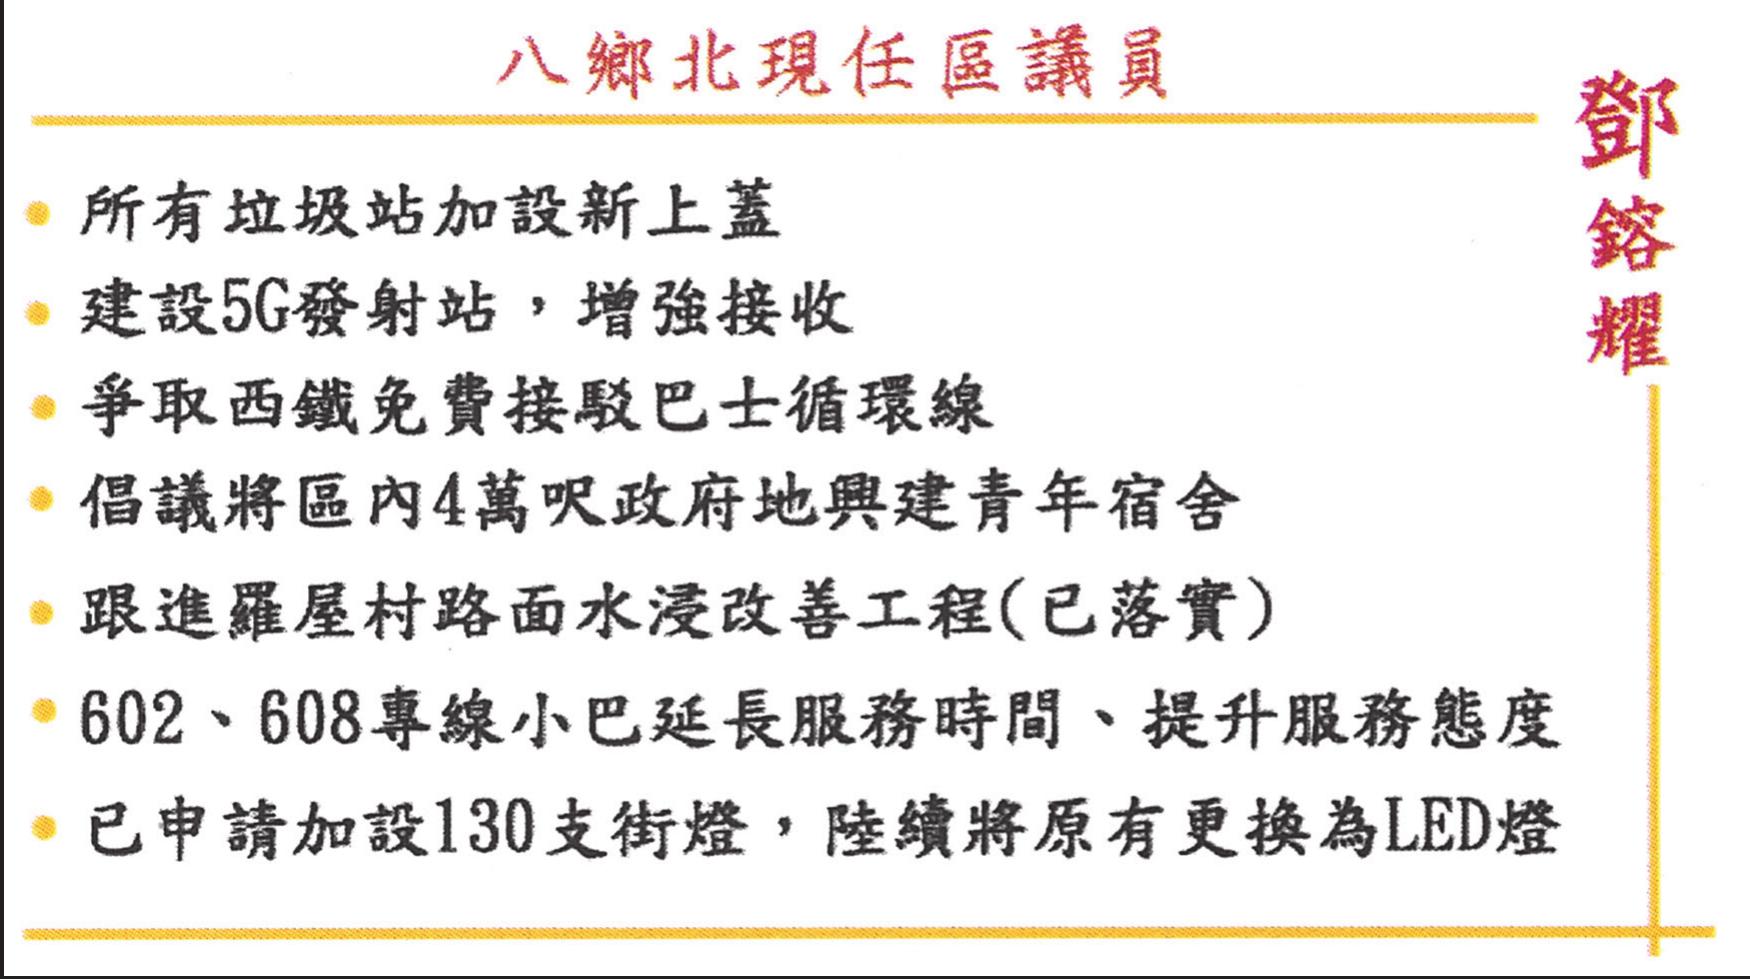 八鄉北現任區議員
鄧鎔耀
所有垃圾站加設新上蓋
建設5G發射站，增強接收
爭取西鐵免費接駁巴士循環線
倡議將區內4萬呎政府地興建青年宿舍
跟進羅屋村路面水浸改善工程(已落實)
602、608專線小巴延長服務時間、提升服務態度
已申請加設130支街燈，陸續將原有更換為LED燈